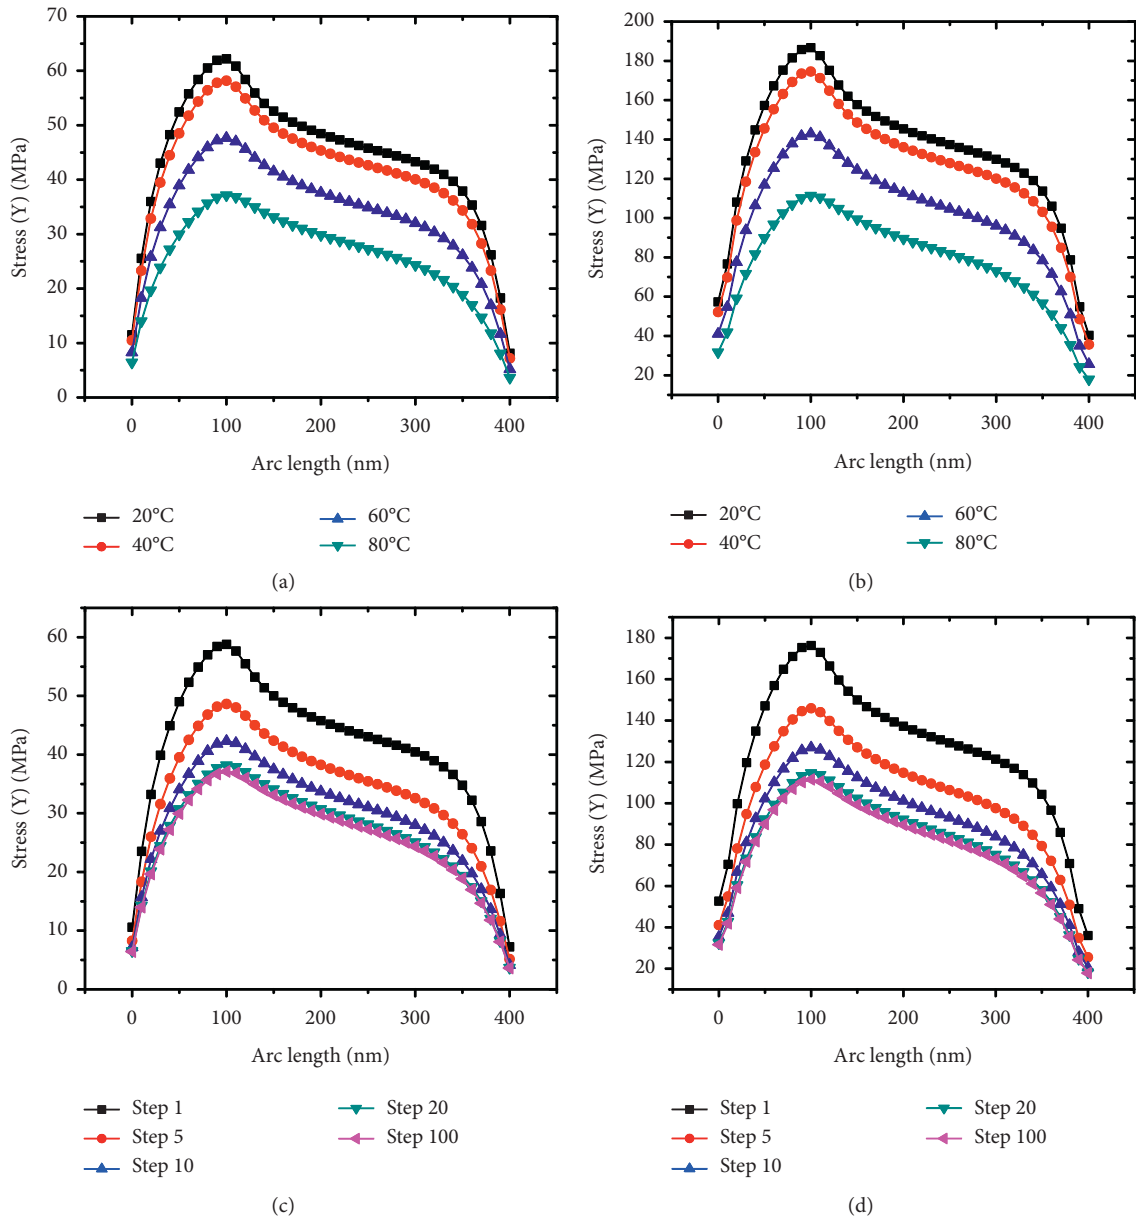 70
60
50
40
30
20
10
0
Stress (Y) (MPa)
0 100 200 300 400
Arc length (nm)
20°C 60°C
40°C 80°C
(a)
200
180
160
140
120
100
80
60
40
20
Stress (Y) (MPa)
0 100 200 300 400
Arc length (nm)
20°C 60°C
40°C 80°C
(b)
60
50
40
30
20
10
0
Stress (Y) (MPa)
0 100 200 300 400
Arc length (nm)
Step 1 Step 20
Step 5 Step 100
Step 10
(c)
180
160
140
120
100
80
60
40
20
Stress (Y) (MPa)
0 100 200 300 400
Arc length (nm)
Step 1 Step 20
Step 5 Step 100
Step 10
(d)